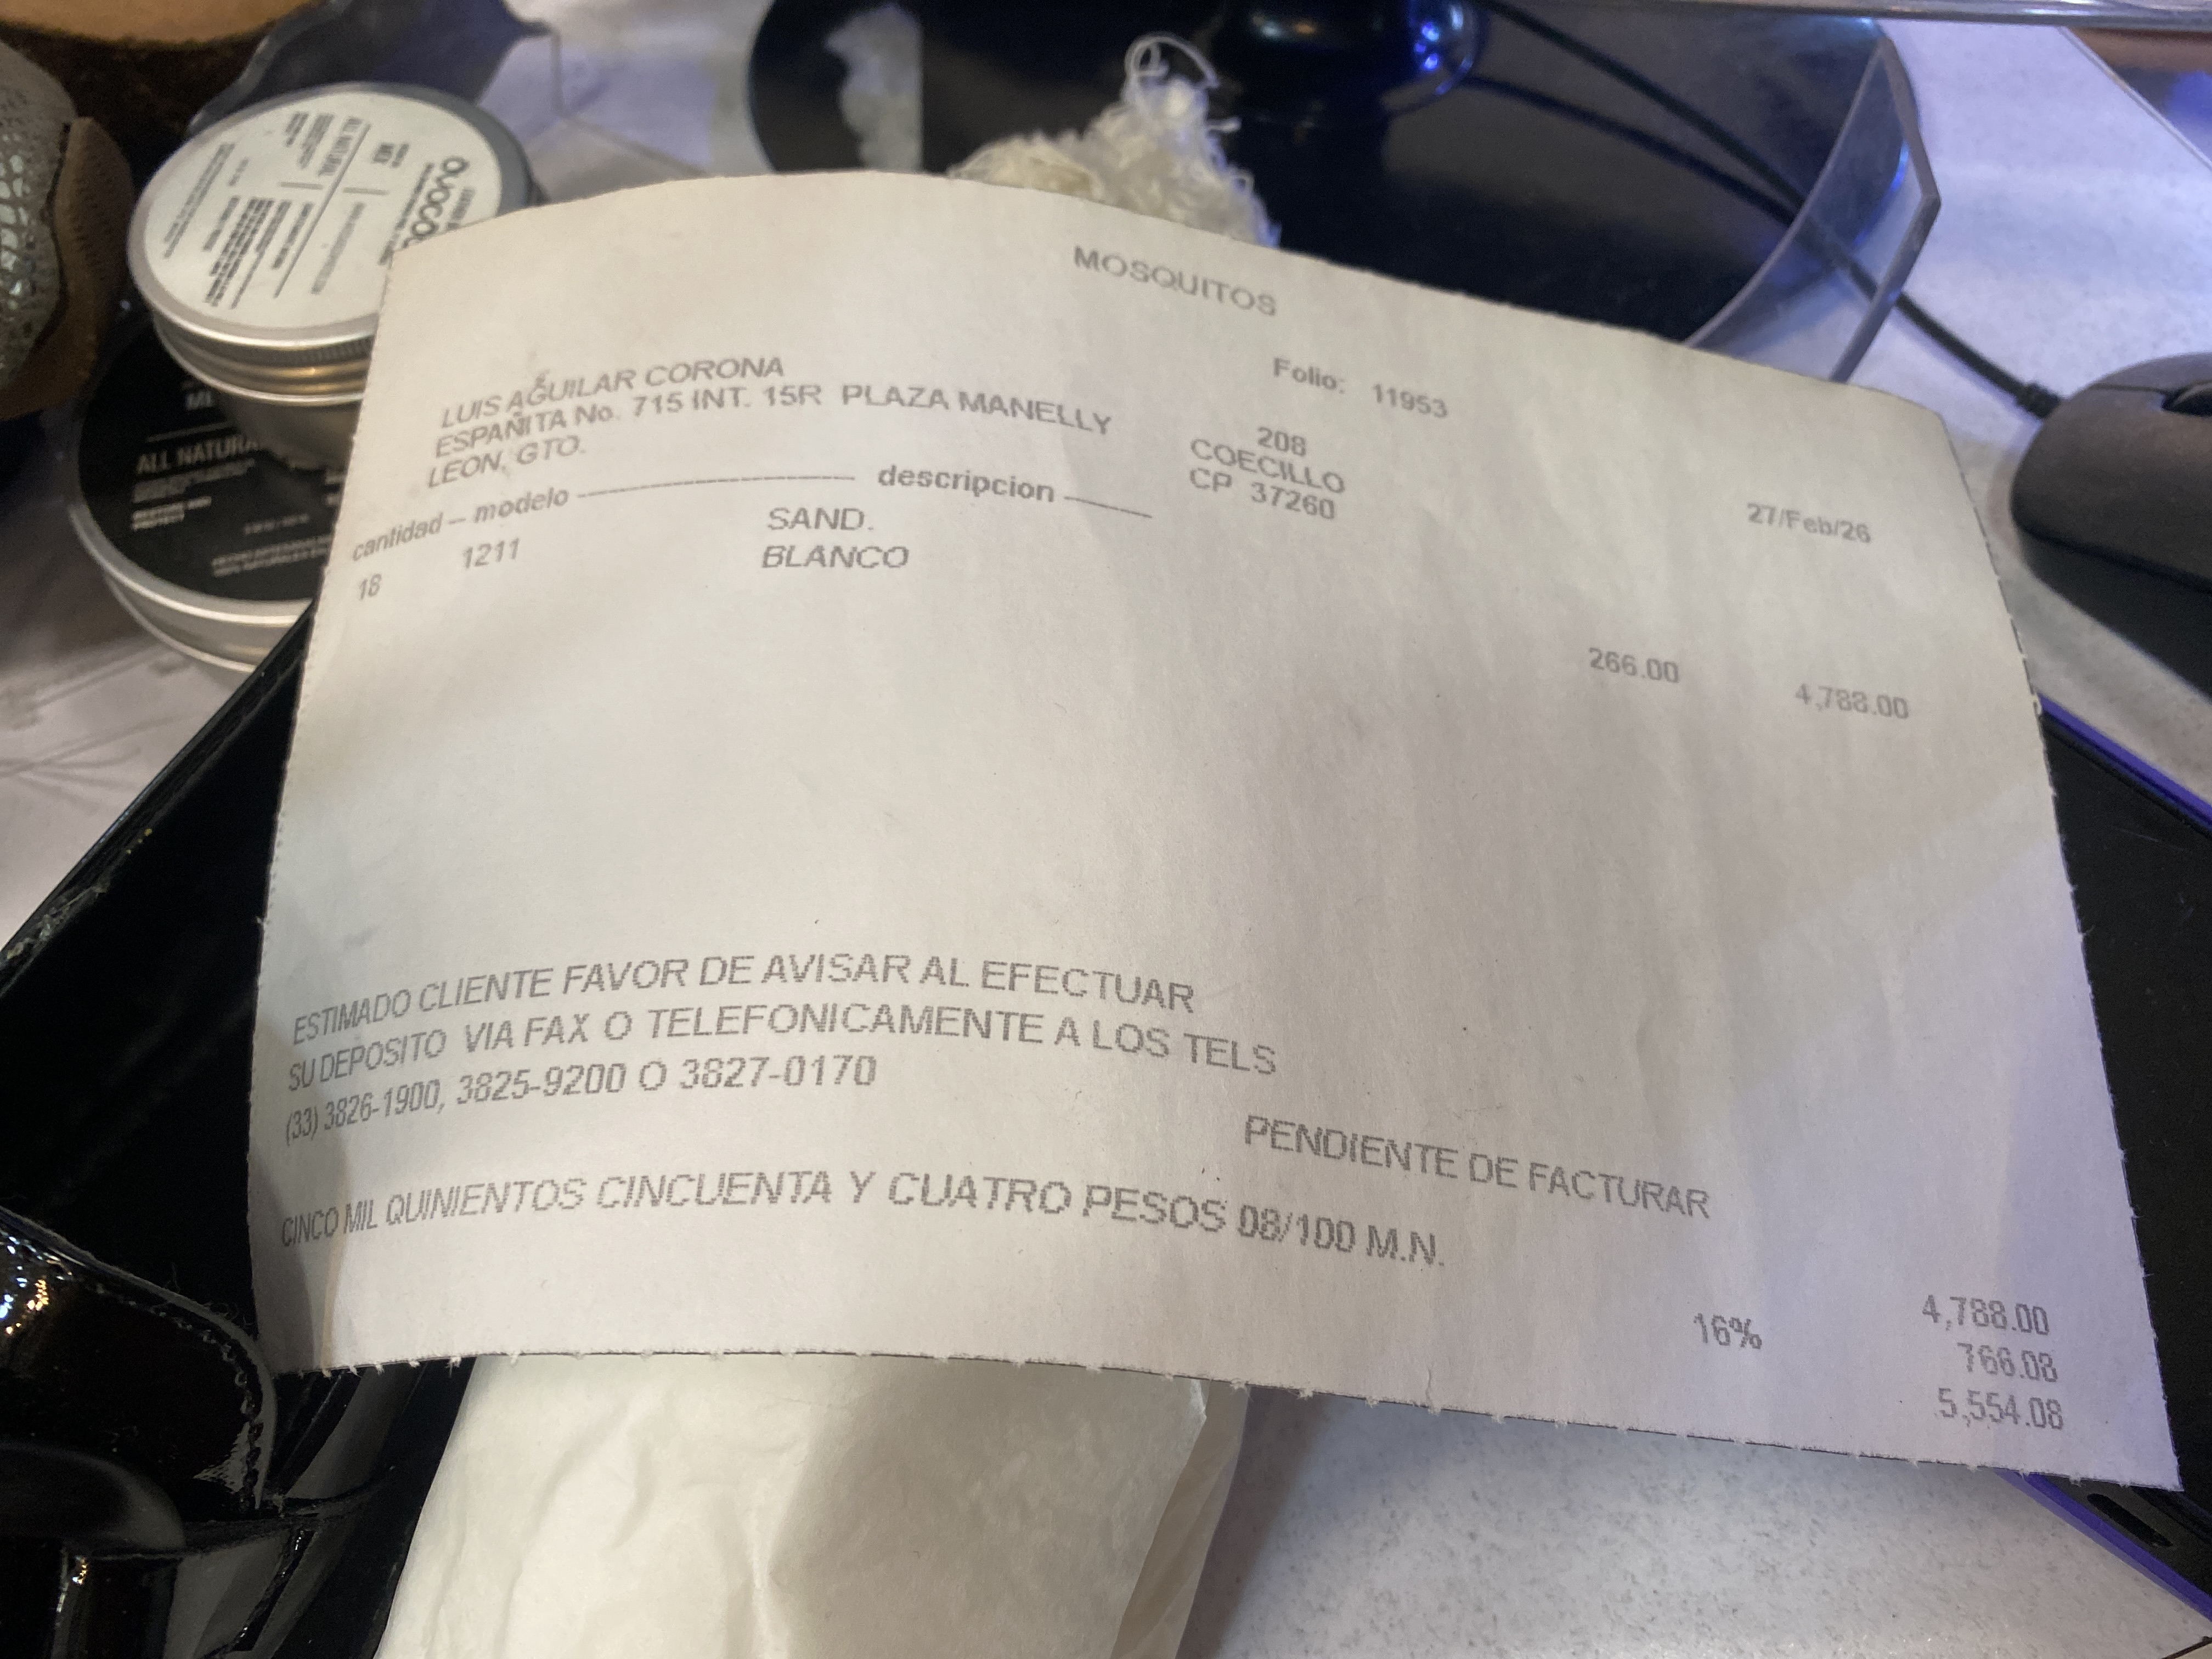 MOSQUITOS
Folio: 11953
LUIS AGUILAR CORONA
ESPAÑITA No. 715 INT. 15R PLAZA MANELLY
LEON, GTO.
208
COECILLO
CP 37260
27/Feb/26
cantidad -- modelo ---------------------- descripcion -------
18 1211 SAND.
BLANCO
266.00 4,788.00
ESTIMADO CLIENTE FAVOR DE AVISAR AL EFECTUAR
SU DEPOSITO VIA FAX O TELEFONICAMENTE A LOS TELS
(33) 3826-1900, 3825-9200 O 3827-0170
PENDIENTE DE FACTURAR
CINCO MIL QUINIENTOS CINCUENTA Y CUATRO PESOS 08/100 M.N.
4,788.00
16% 766.08
5,554.08
ALL NATURAL
ALL NATURA